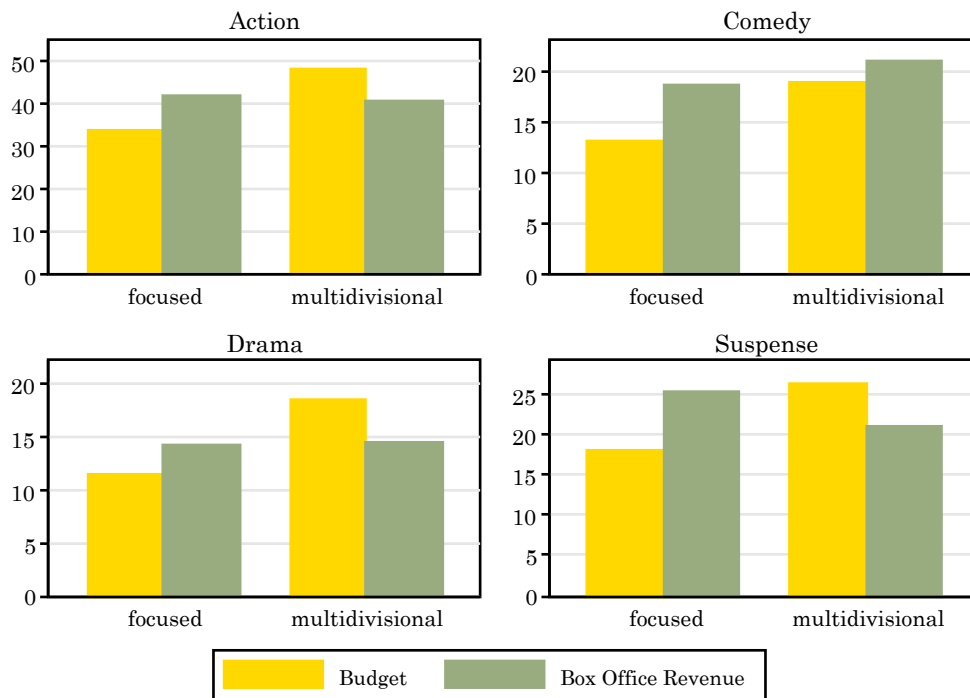 Action
50
40
30
20
10
0
focused multidivisional
Comedy
20
15
10
5
0
focused multidivisional
Drama
20
15
10
5
0
focused multidivisional
Suspense
25
20
15
10
5
0
focused multidivisional
Budget Box Office Revenue